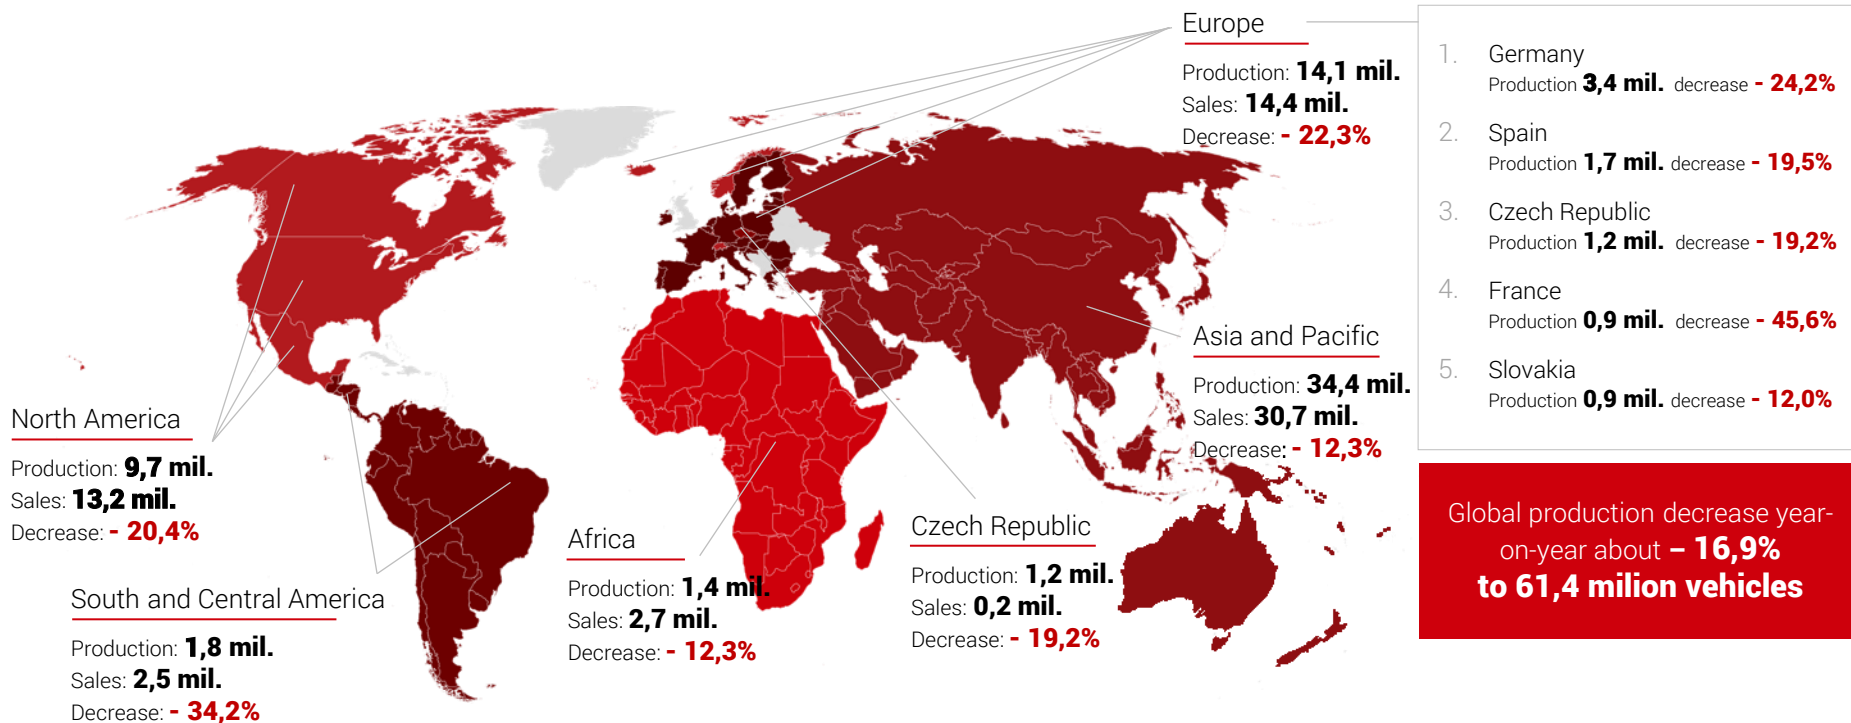 Europe
Production: 14,1 mil.
Sales: 14,4 mil.
Decrease: - 22,3%
1. Germany
Production 3,4 mil. decrease - 24,2%
2. Spain
Production 1,7 mil. decrease - 19,5%
3. Czech Republic
Production 1,2 mil. decrease - 19,2%
4. France
Production 0,9 mil. decrease - 45,6%
5. Slovakia
Production 0,9 mil. decrease - 12,0%
Asia and Pacific
Production: 34,4 mil.
Sales: 30,7 mil.
Decrease: - 12,3%
North America
Production: 9,7 mil.
Sales: 13,2 mil.
Decrease: - 20,4%
South and Central America
Production: 1,8 mil.
Sales: 2,5 mil.
Decrease: - 34,2%
Africa
Production: 1,4 mil.
Sales: 2,7 mil.
Decrease: - 12,3%
Czech Republic
Production: 1,2 mil.
Sales: 0,2 mil.
Decrease: - 19,2%
Global production decrease year-
on-year about – 16,9%
to 61,4 milion vehicles